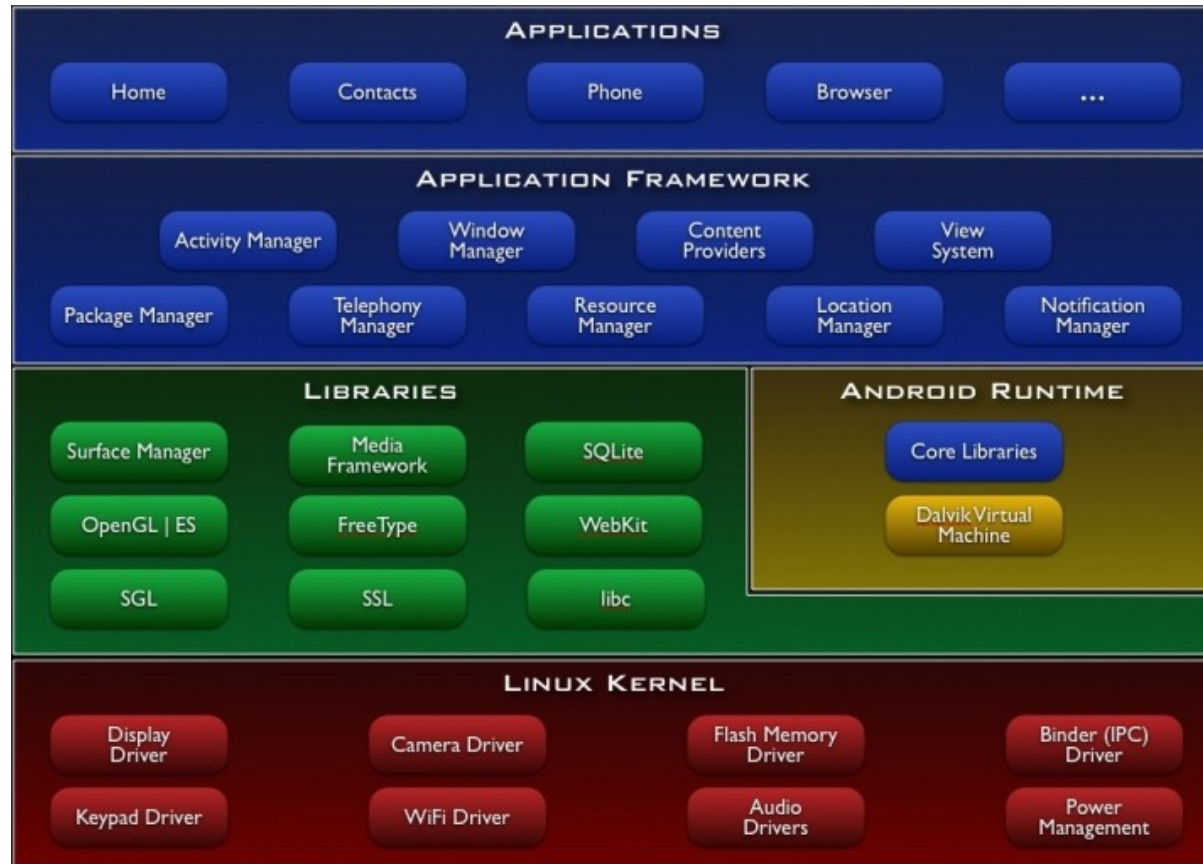 APPLICATIONS
Home
Contacts
Phone
Browser
...
APPLICATION FRAMEWORK
Activity Manager
Window
Manager
Content
Providers
View
System
Package Manager
Telephony
Manager
Resource
Manager
Location
Manager
Notification
Manager
LIBRARIES
Surface Manager
Media
Framework
SQLite
OpenGL | ES
FreeType
WebKit
SGL
SSL
libc
ANDROID RUNTIME
Core Libraries
Dalvik Virtual
Machine
LINUX KERNEL
Display
Driver
Camera Driver
Flash Memory
Driver
Binder (IPC)
Driver
Keypad Driver
WiFi Driver
Audio
Drivers
Power
Management